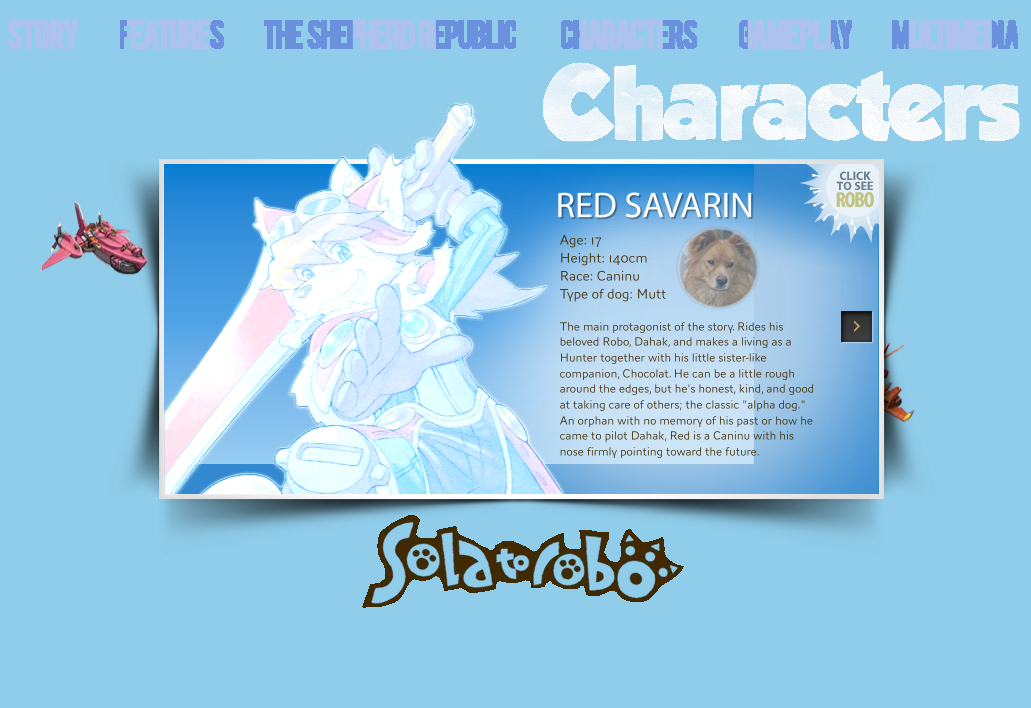 STORY FEATURES THE SHEPHERD REPUBLIC CHARACTERS GAMEPLAY MULTIMEDIA
Characters
CLICK
TO SEE
ROBO
RED SAVARIN
Age: 17
Height: 140cm
Race: Caninu
Type of dog: Mutt
The main protagonist of the story. Rides his
beloved Robo, Dahak, and makes a living as a
Hunter together with his little sister-like
companion, Chocolat. He can be a little rough
around the edges, but he's honest, kind, and good
at taking care of others; the classic "alpha dog."
An orphan with no memory of his past or how he
came to pilot Dahak, Red is a Caninu with his
nose firmly pointing toward the future.
Solatorobo